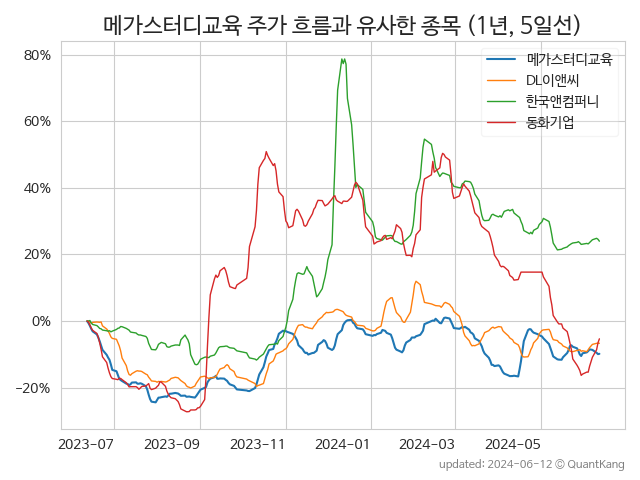 메가스터디교육 주가 흐름과 유사한 종목 (1년, 5일선)
메가스터디교육
DL이앤씨
한국앤컴퍼니
동화기업
80%
60%
40%
20%
0%
−20%
2023-07 2023-09 2023-11 2024-01 2024-03 2024-05
updated: 2024-06-12 © QuantKang